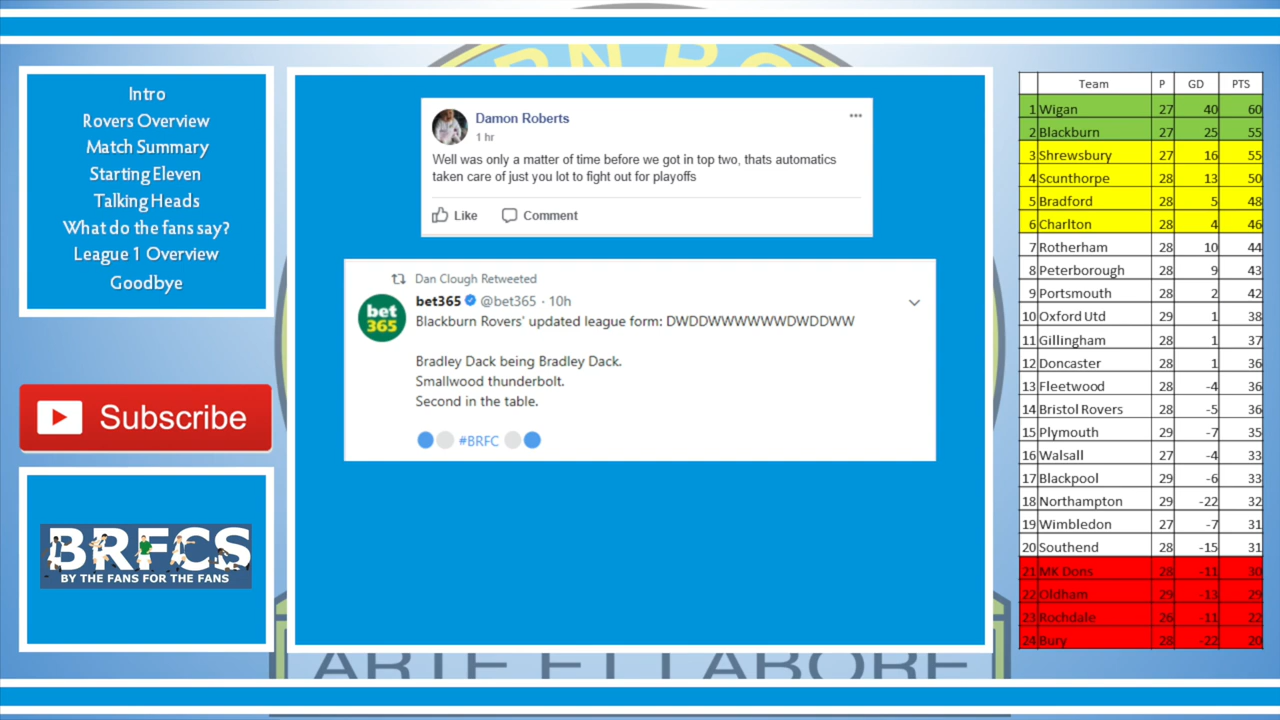 Intro
Rovers Overview
Match Summary
Starting Eleven
Talking Heads
What do the fans say?
League 1 Overview
Goodbye
Subscribe
BRFCS
BY THE FANS FOR THE FANS
RN RO
Damon Roberts
1 hr
Well was only a matter of time before we got in top two, thats automatics
taken care of just you lot to fight out for playoffs
Like Comment
Dan Clough Retweeted
bet365 @bet365 · 10h
bet
365
Blackburn Rovers' updated league form: DWDDWWWWWWDWDDWW
Bradley Dack being Bradley Dack.
Smallwood thunderbolt.
Second in the table.
#BRFC
ARTE ET LABORE
Team P GD PTS
1 Wigan 27 40 60
2 Blackburn 27 25 55
3 Shrewsbury 27 16 55
4 Scunthorpe 28 13 50
5 Bradford 28 5 48
6 Charlton 28 4 46
7 Rotherham 28 10 44
8 Peterborough 28 9 43
9 Portsmouth 28 2 42
10 Oxford Utd 29 1 38
11 Gillingham 28 1 37
12 Doncaster 28 1 36
13 Fleetwood 28 -4 36
14 Bristol Rovers 28 -5 36
15 Plymouth 29 -7 35
16 Walsall 27 -4 33
17 Blackpool 29 -6 33
18 Northampton 29 -22 32
19 Wimbledon 27 -7 31
20 Southend 28 -15 31
21 MK Dons 28 -11 30
22 Oldham 29 -13 29
23 Rochdale 26 -11 22
24 Bury 28 -22 20